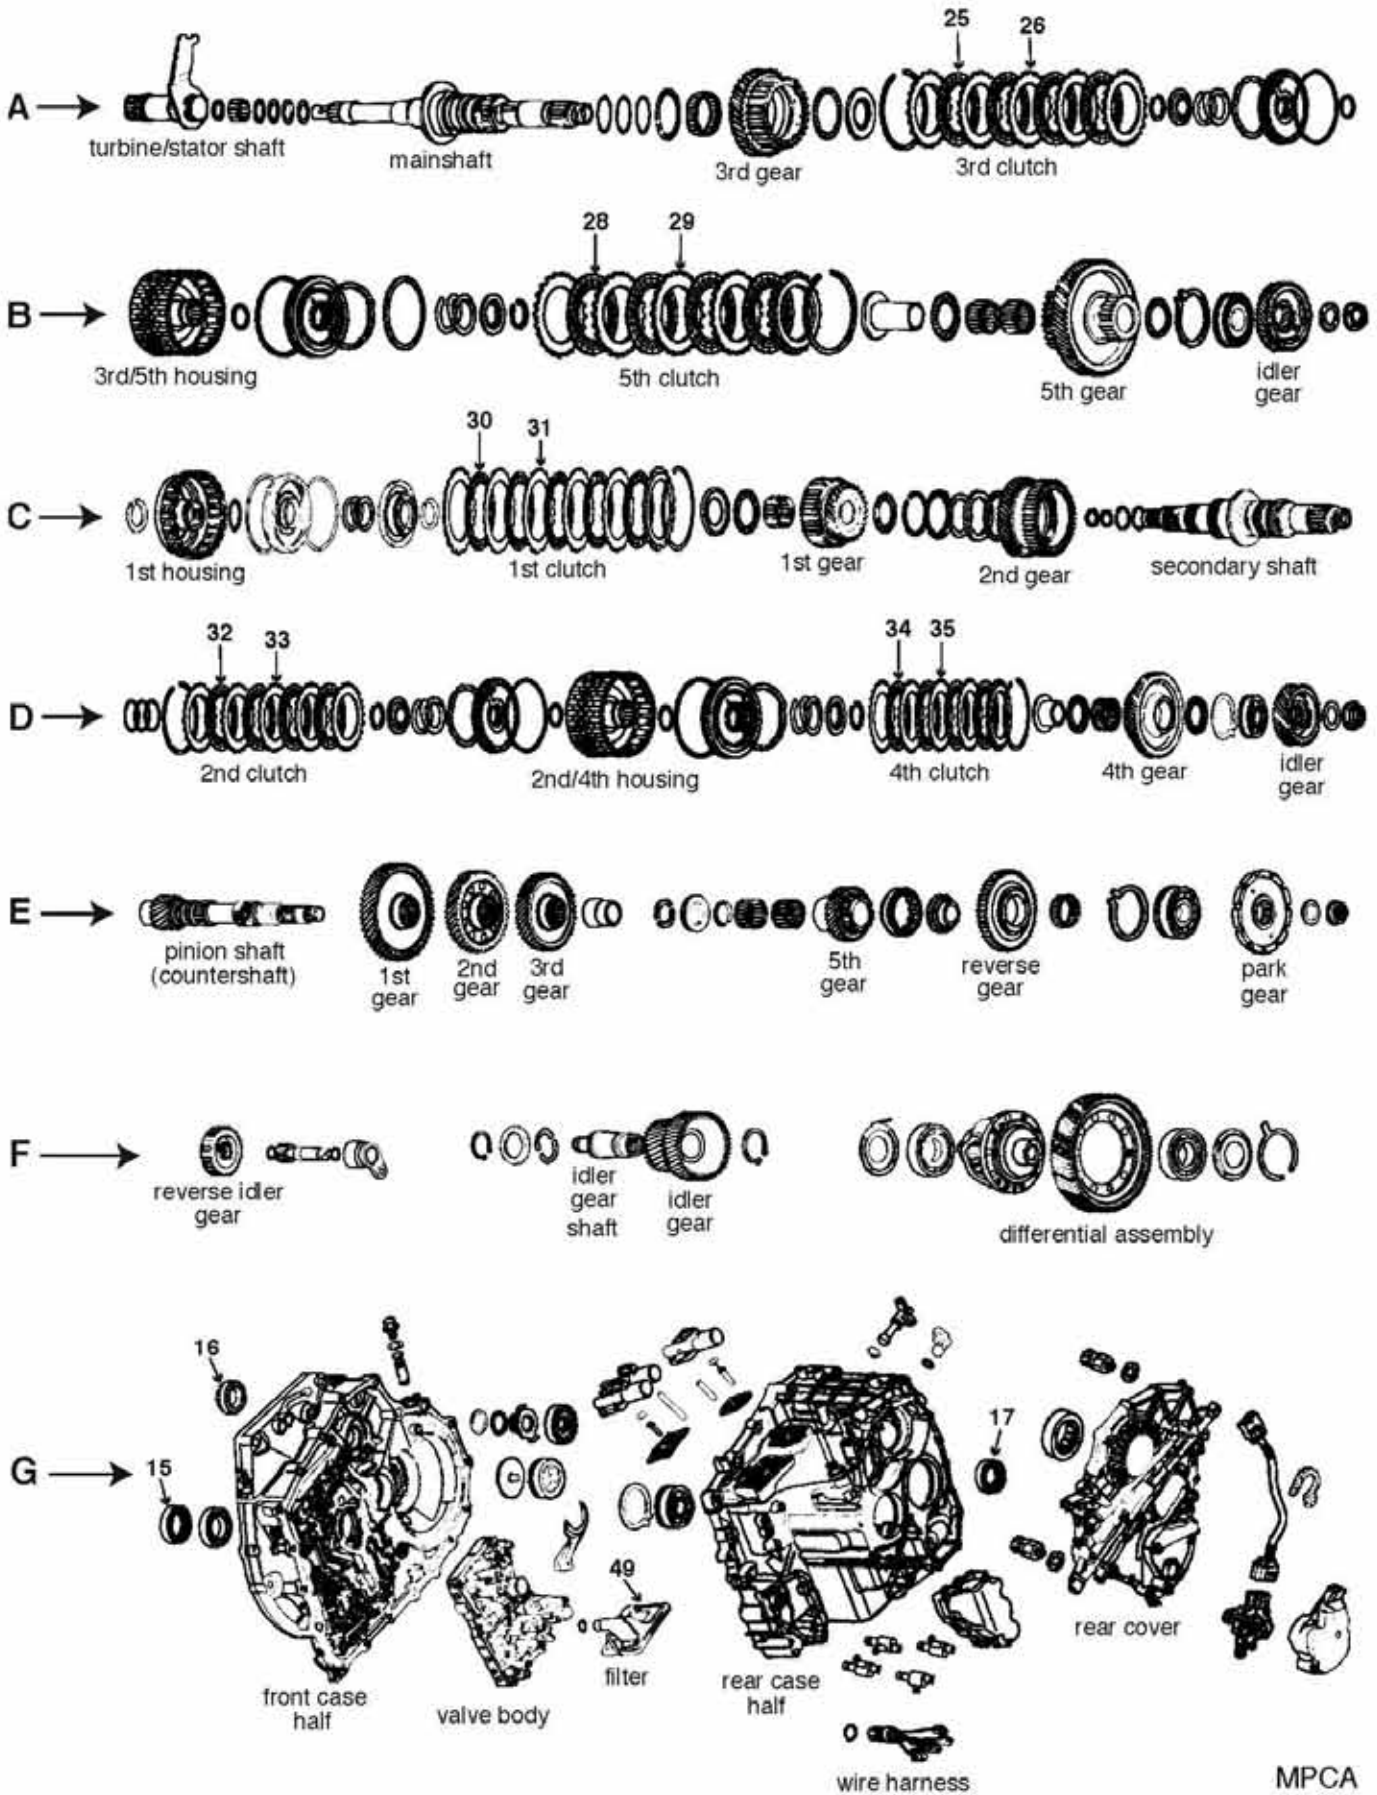 25 26
A
turbine/stator shaft
mainshaft
3rd gear
3rd clutch
28 29
B
3rd/5th housing
5th clutch
5th gear
idler
gear
30 31
C
1st housing
1st clutch
1st gear
2nd gear
secondary shaft
32 33 34 35
D
2nd clutch
2nd/4th housing
4th clutch
4th gear
idler
gear
E
pinion shaft
(countershaft)
1st
gear
2nd
gear
3rd
gear
5th
gear
reverse
gear
park
gear
F
reverse idler
gear
idler
gear
shaft
idler
gear
differential assembly
16
G
15
17
49
front case
half
valve body
filter
rear case
half
rear cover
wire harness
MPCA